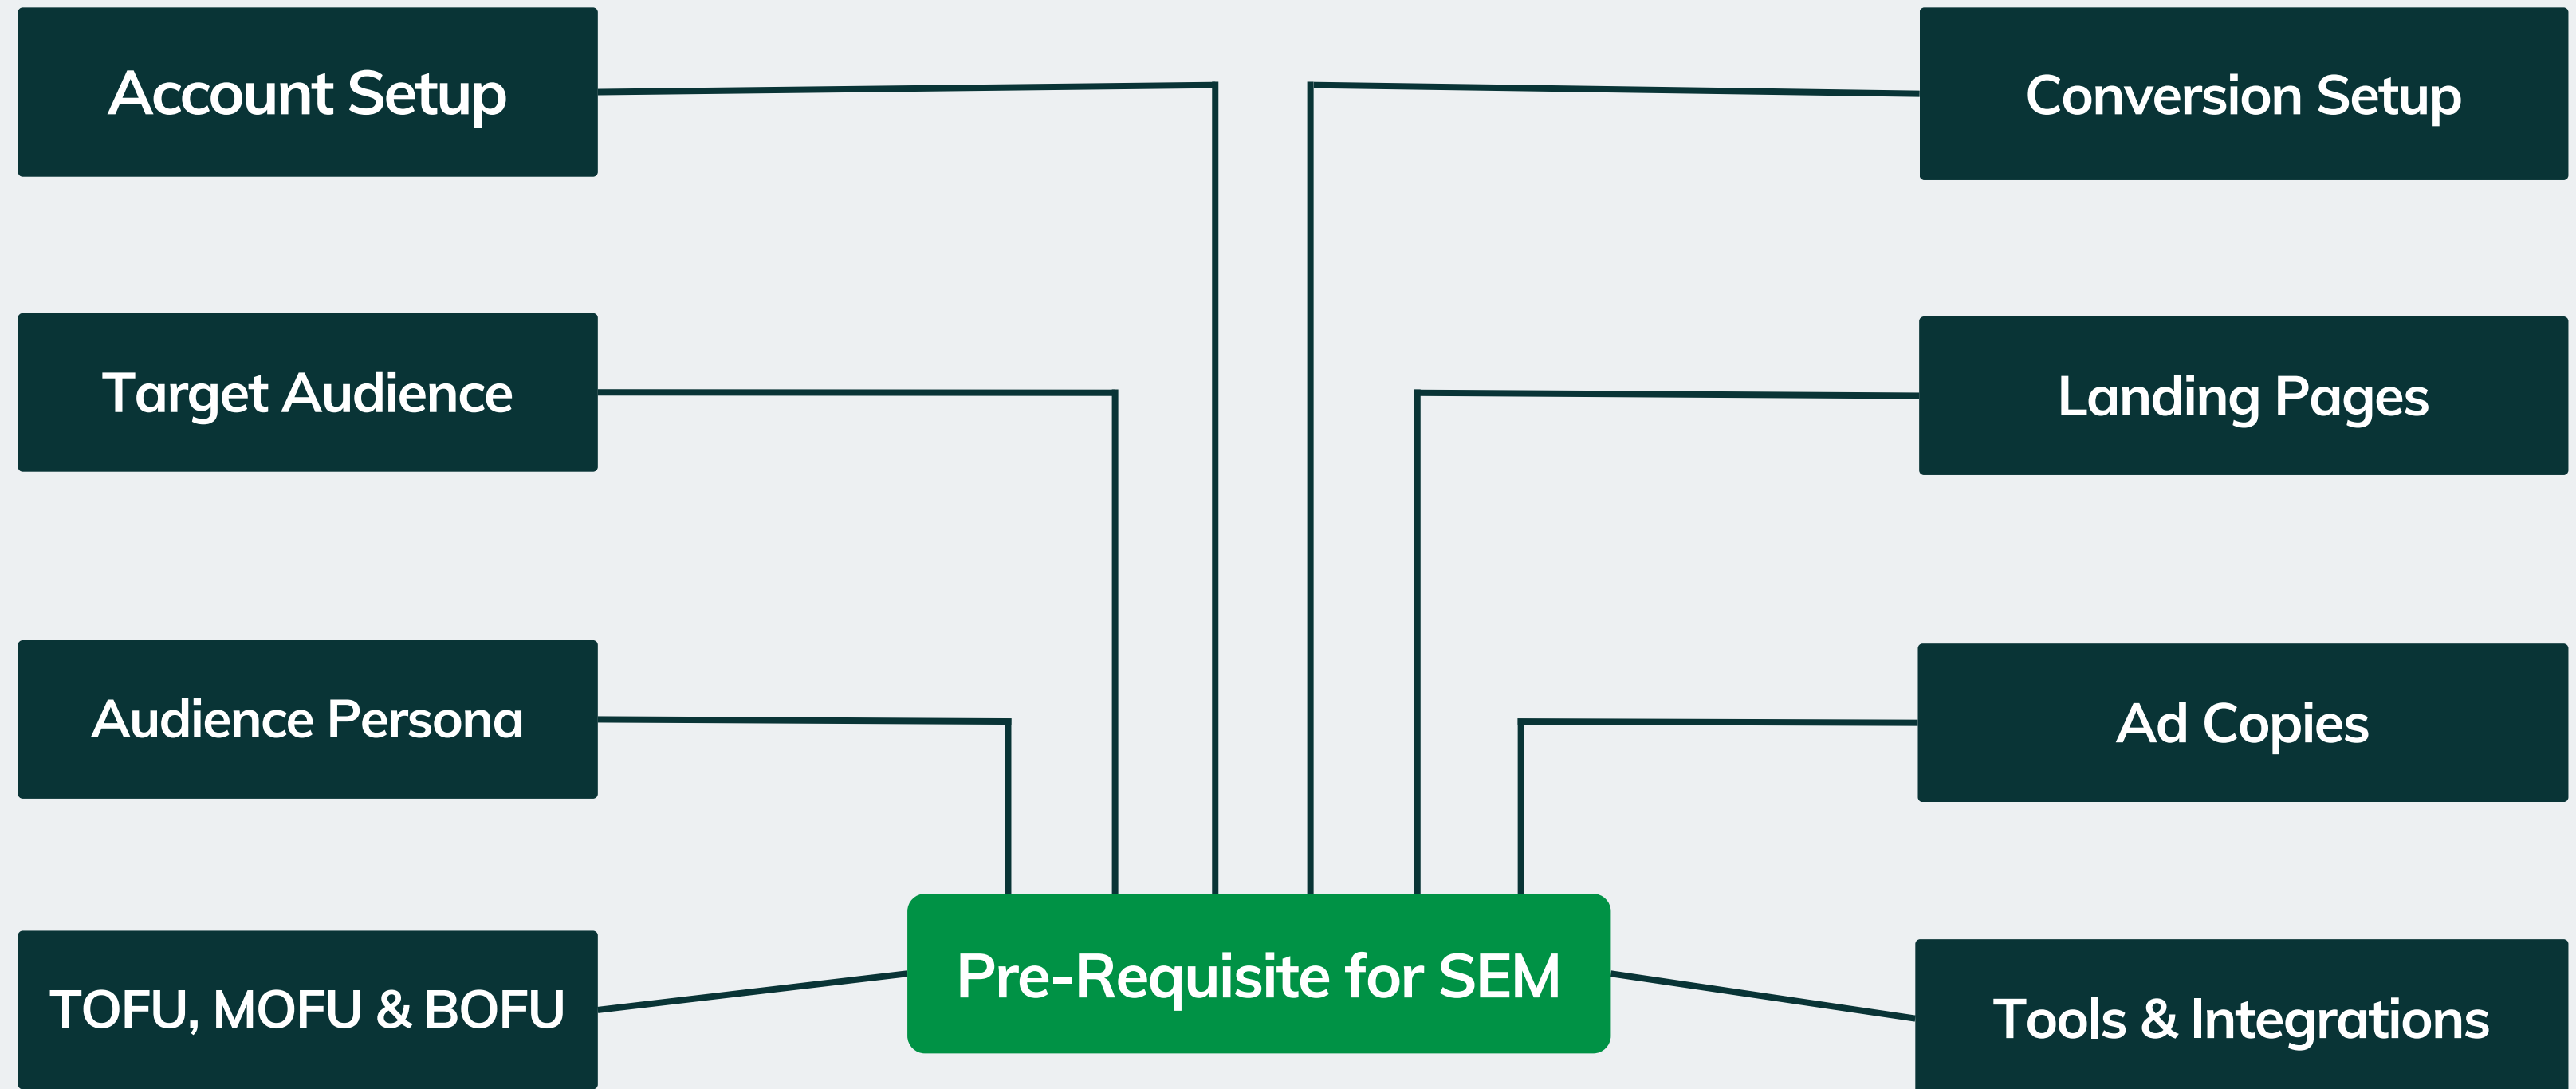 Account Setup
Conversion Setup
Target Audience
Landing Pages
Audience Persona
Ad Copies
TOFU, MOFU & BOFU
Pre-Requisite for SEM
Tools & Integrations